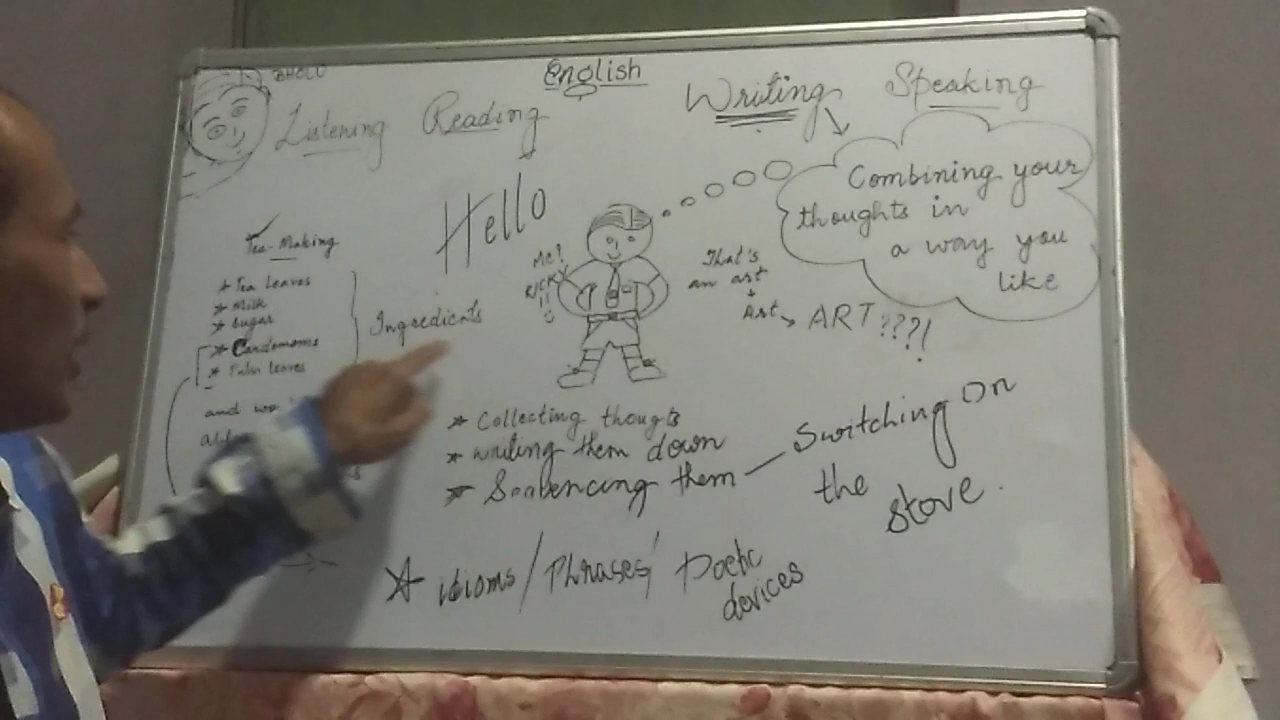 BHOLU
English
Listening Reading Writing Speaking
Combining your
thoughts in
a way you
like
Hello
Me?
RICKY
!!
That's
an art
Art → ART????!
Tea-Making
* Tea leaves
* Milk
* Sugar
* Cardamoms
leaves
Ingredients
and
* Collecting thougts
* writing them down
* them — Switching On
the
stove.
☆ idioms / Phrases / Poetic
devices